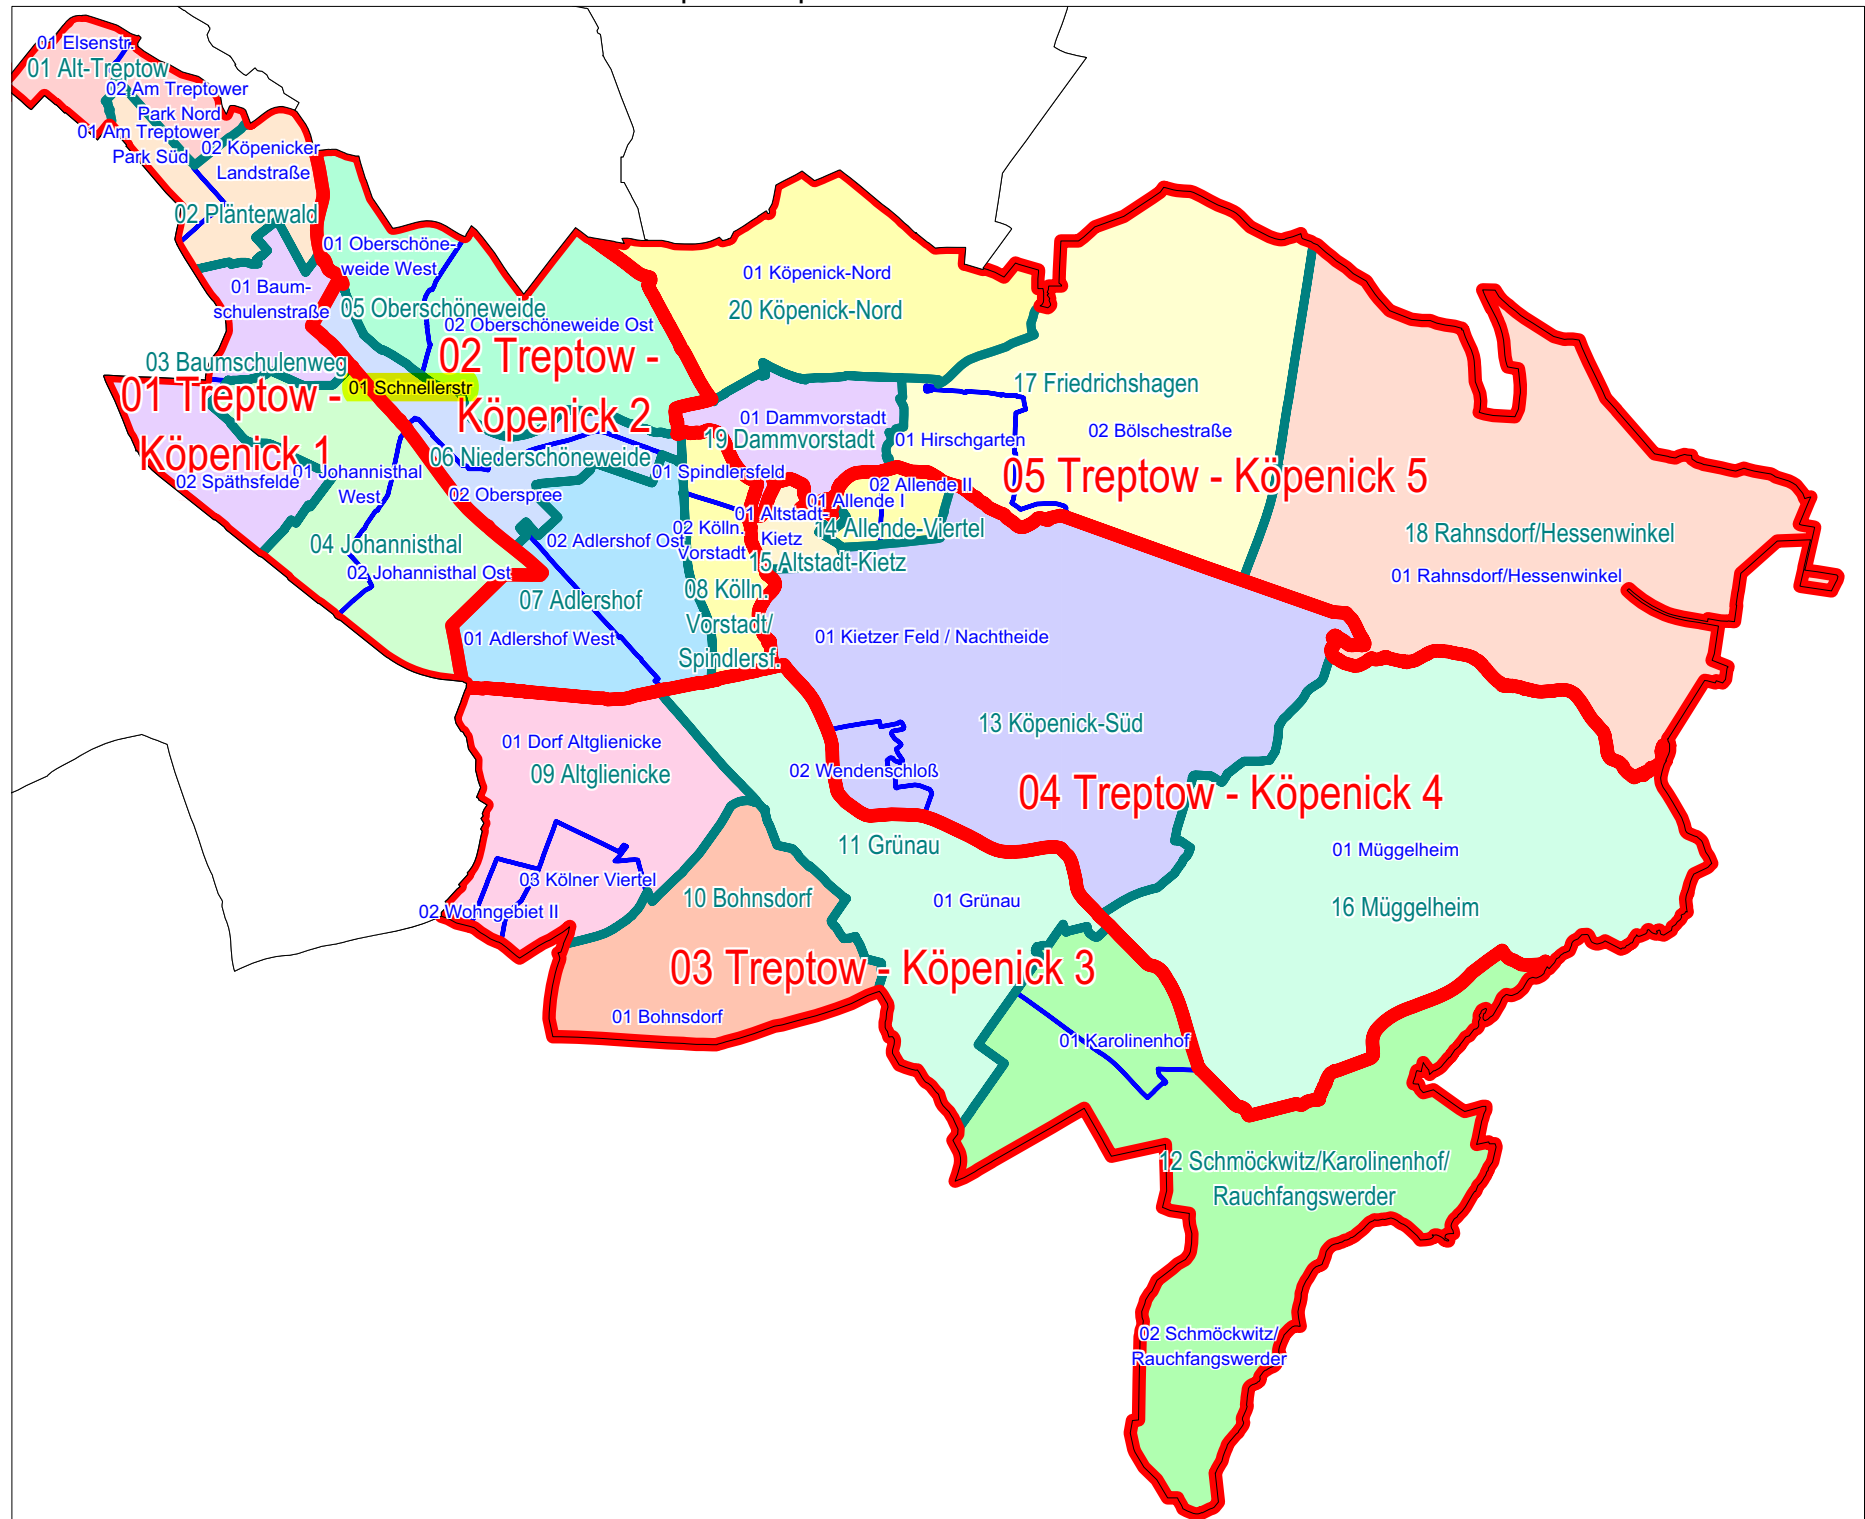 01 Elsenstr.
01 Alt-Treptow
02 Am Treptower
Park Nord
01 Am Treptower
Park Süd
02 Köpenicker
Landstraße
02 Plänterwald
01 Baum-
schulenstraße
03 Baumschulenweg
01 Treptow -
Köpenick 1
02 Späthsfelde
01 Johannisthal
West
04 Johannisthal
02 Johannisthal Ost
01 Oberschöne-
weide West
05 Oberschöneweide
02 Oberschöneweide Ost
02 Treptow -
Köpenick 2
01 Schnellerstr
06 Niederschöneweide
02 Oberspree
02 Adlershof Ost
07 Adlershof
01 Adlershof West
01 Spindlersfeld
02 Kölln.
Vorstadt
08 Kölln.
Vorstadt/
Spindlersf.
01 Köpenick-Nord
20 Köpenick-Nord
01 Dammvorstadt
19 Dammvorstadt
01 Hirschgarten
17 Friedrichshagen
02 Bölschestraße
05 Treptow - Köpenick 5
18 Rahnsdorf/Hessenwinkel
01 Rahnsdorf/Hessenwinkel
02 Allende II
01 Allende I
14 Allende-Viertel
01 Altstadt-
Kietz
15 Altstadt-Kietz
01 Kietzer Feld / Nachtheide
13 Köpenick-Süd
02 Wendenschloß
04 Treptow - Köpenick 4
01 Müggelheim
16 Müggelheim
01 Dorf Altglienicke
09 Altglienicke
03 Kölner Viertel
02 Wohngebiet II
10 Bohnsdorf
01 Bohnsdorf
11 Grünau
01 Grünau
03 Treptow - Köpenick 3
01 Karolinenhof
12 Schmöckwitz/Karolinenhof/
Rauchfangswerder
02 Schmöckwitz/
Rauchfangswerder